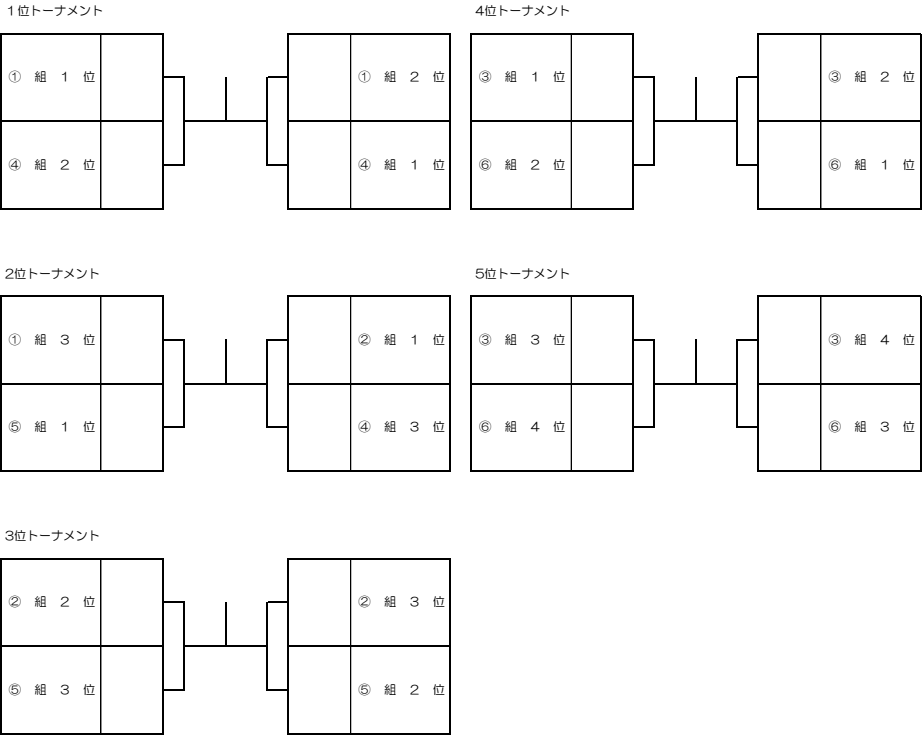 １位トーナメント
① 組 1 位
④ 組 2 位
① 組 2 位
④ 組 1 位
4位トーナメント
③ 組 1 位
⑥ 組 2 位
③ 組 2 位
⑥ 組 1 位
2位トーナメント
① 組 3 位
⑤ 組 1 位
② 組 1 位
④ 組 3 位
5位トーナメント
③ 組 3 位
⑥ 組 4 位
③ 組 4 位
⑥ 組 3 位
3位トーナメント
② 組 2 位
⑤ 組 3 位
② 組 3 位
⑤ 組 2 位